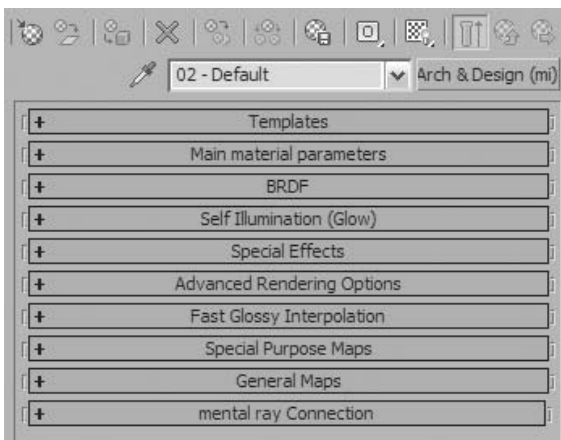 02 - Default Arch & Design (mi)
+ Templates
+ Main material parameters
+ BRDF
+ Self Illumination (Glow)
+ Special Effects
+ Advanced Rendering Options
+ Fast Glossy Interpolation
+ Special Purpose Maps
+ General Maps
+ mental ray Connection